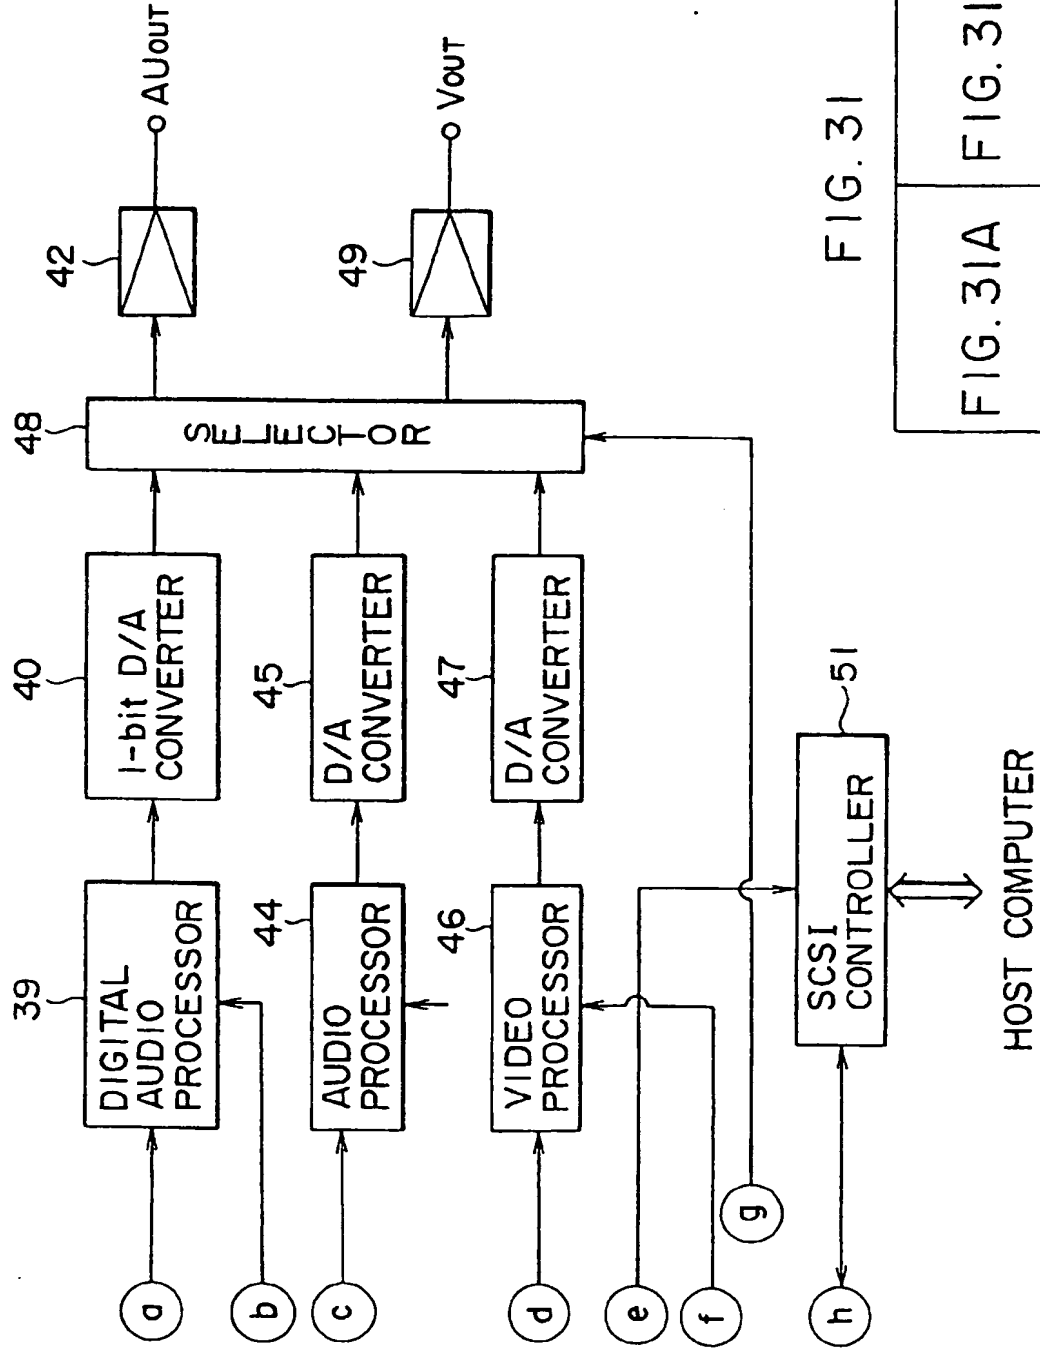 AUOUT
VOUT
42
49
48
SELECTOR
40
1-bit D/A
CONVERTER
45
D/A
CONVERTER
47
D/A
CONVERTER
39
DIGITAL
AUDIO
PROCESSOR
44
AUDIO
PROCESSOR
46
VIDEO
PROCESSOR
51
SCSI
CONTROLLER
HOST COMPUTER
a
b
c
d
e
f
g
h
FIG. 31
FIG. 31A
FIG. 31